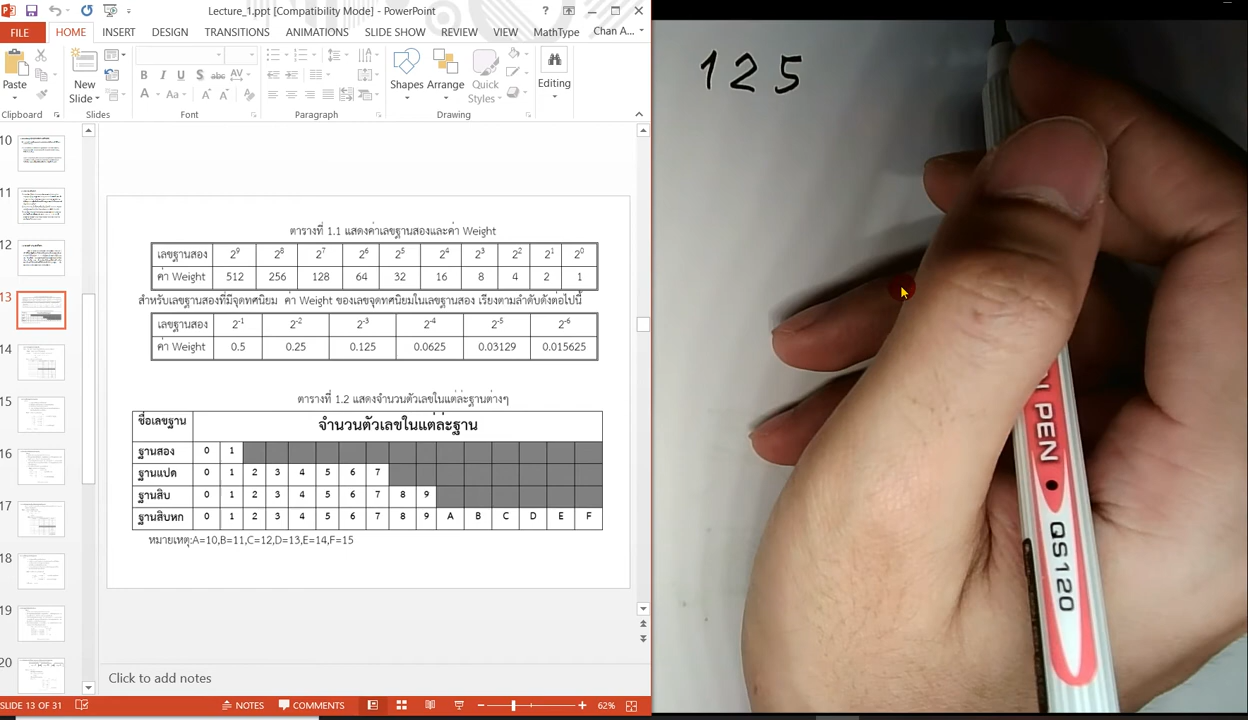 Lecture_1.ppt [Compatibility Mode] - PowerPoint
FILE HOME INSERT DESIGN TRANSITIONS ANIMATIONS SLIDE SHOW REVIEW VIEW MathType Chan A...
Paste New Slide Shapes Arrange Quick Styles Editing
B I U S abc AV
A Aa A A
Clipboard Slides Font Paragraph Drawing
10
11
12
13
14
15
16
17
18
19
20
ตารางที่ 1.1 แสดงค่าเลขฐานสองและค่า Weight
เลขฐานสอง 2⁹ 2⁸ 2⁷ 2⁶ 2⁵ 2⁴ 2³ 2² 2¹ 2⁰
ค่า Weight 512 256 128 64 32 16 8 4 2 1
สำหรับเลขฐานสองที่มีจุดทศนิยม ค่า Weight ของเลขจุดทศนิยมในเลขฐานสอง เรียงตามลำดับดังต่อไปนี้
เลขฐานสอง 2⁻¹ 2⁻² 2⁻³ 2⁻⁴ 2⁻⁵ 2⁻⁶
ค่า Weight 0.5 0.25 0.125 0.0625 0.03129 0.015625
ตารางที่ 1.2 แสดงจำนวนตัวเลขในแต่ละฐานต่างๆ
ชื่อเลขฐาน จำนวนตัวเลขในแต่ละฐาน
ฐานสอง 0 1
ฐานแปด 0 1 2 3 4 5 6 7
ฐานสิบ 0 1 2 3 4 5 6 7 8 9
ฐานสิบหก 0 1 2 3 4 5 6 7 8 9 A B C D E F
หมายเหตุ:A=10,B=11,C=12,D=13,E=14,F=15
Click to add notes
SLIDE 13 OF 31 NOTES COMMENTS 62%
125
PEN
QS120